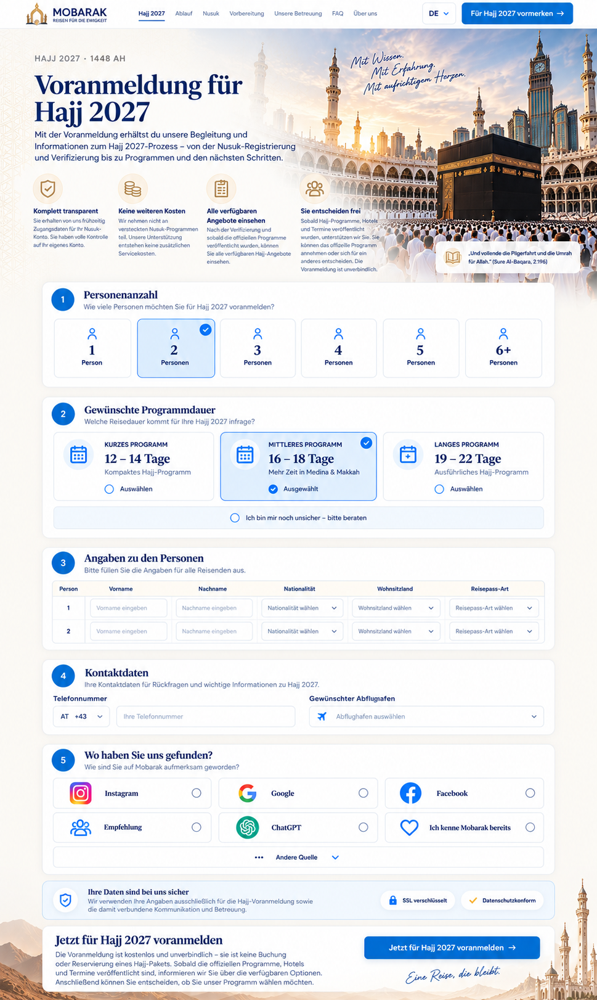 MOBARAK
REISEN FÜR DIE EWIGKEIT
Hajj 2027
Ablauf
Nusuk
Vorbereitung
Unsere Betreuung
FAQ
Über uns
DE
Für Hajj 2027 vormerken →
HAJJ 2027 • 1448 AH
Voranmeldung für
Hajj 2027
Mit der Voranmeldung erhältst du unsere Begleitung und
Informationen zum Hajj 2027-Prozess – von der Nusuk-Registrierung
und Verifizierung bis zu Programmen und den nächsten Schritten.
Mit Wissen.
Mit Erfahrung.
Mit aufrichtigem Herzen.
Komplett transparent
Sie erhalten von uns frühzeitig
Zugangsdaten für Ihr Nusuk-
Konto. Sie haben volle Kontrolle
auf Ihr eigenes Konto.
Keine weiteren Kosten
Wir nehmen nicht an
versteckten Nusuk-Programmen
teil. Unsere Unterstützung
entstehen keine zusätzlichen
Servicekosten.
Alle verfügbaren
Angebote einsehen
Nach der Verifizierung und
sobald die offiziellen Programme
veröffentlicht wurden, können
Sie alle verfügbaren Hajj-Angebote
einsehen.
Sie entscheiden frei
Sobald Hajj-Programme, Hotels
und Termine veröffentlicht
wurden, unterstützen wir Sie. Sie
können das offizielle Programm
annehmen oder sich für ein
anderes entscheiden. Die
Voranmeldung ist unverbindlich.
„Und vollende die Pilgerfahrt und die Umrah
für Allah.“ (Sure Al-Baqara, 2:196)
1
Personenanzahl
Wie viele Personen möchten Sie für Hajj 2027 voranmelden?
1
Person
2
Personen
3
Personen
4
Personen
5
Personen
6+
Personen
2
Gewünschte Programmdauer
Welche Reisedauer kommt für Ihre Haijj 2027 infrage?
KURZES PROGRAMM
12 – 14 Tage
Kompaktes Hajj-Programm
Auswählen
MITTLERES PROGRAMM
16 – 18 Tage
Mehr Zeit in Medina & Makkah
Ausgewählt
LANGES PROGRAMM
19 – 22 Tage
Ausführliches Hajj-Programm
Auswählen
Ich bin mir noch unsicher – bitte beraten
3
Angaben zu den Personen
Bitte füllen Sie die Angaben für alle Reisenden aus.
Person Vorname Nachname Nationalität Wohnsitzland Reisepass-Art
1 Vorname eingeben Nachname eingeben Nationalität wählen Wohnsitzland wählen Reisepass-Art wählen
2 Vorname eingeben Nachname eingeben Nationalität wählen Wohnsitzland wählen Reisepass-Art wählen
4
Kontaktdaten
Ihre Kontaktdaten für Rückfragen und wichtige Informationen zu Hajj 2027.
Telefonnummer
AT +43
Ihre Telefonnummer
Gewünschter Abflugafen
Abflughafen auswählen
5
Wo haben Sie uns gefunden?
Wie sind Sie auf Mobarak aufmerksam geworden?
Instagram
Google
Facebook
Empfehlung
ChatGPT
Ich kenne Mobarak bereits
••• Andere Quelle
Ihre Daten sind bei uns sicher
Wir verwenden Ihre Angaben ausschließlich für die Hajj-Voranmeldung sowie
die damit verbundene Kommunikation und Betreuung.
SSL verschlüsselt
Datenschutzkonform
Jetzt für Hajj 2027 voranmelden
Die Voranmeldung ist kostenlos und unverbindlich – sie ist keine Buchung
oder Reservierung eines Hajj-Pakets. Sobald die offiziellen Programme, Hotels
und Termine veröffentlicht sind, informieren wir Sie über die verfügbaren Optionen.
Anschließend können Sie entscheiden, ob Sie unser Programm wählen möchten.
Jetzt für Hajj 2027 voranmelden →
Eine Reise, die bleibt.